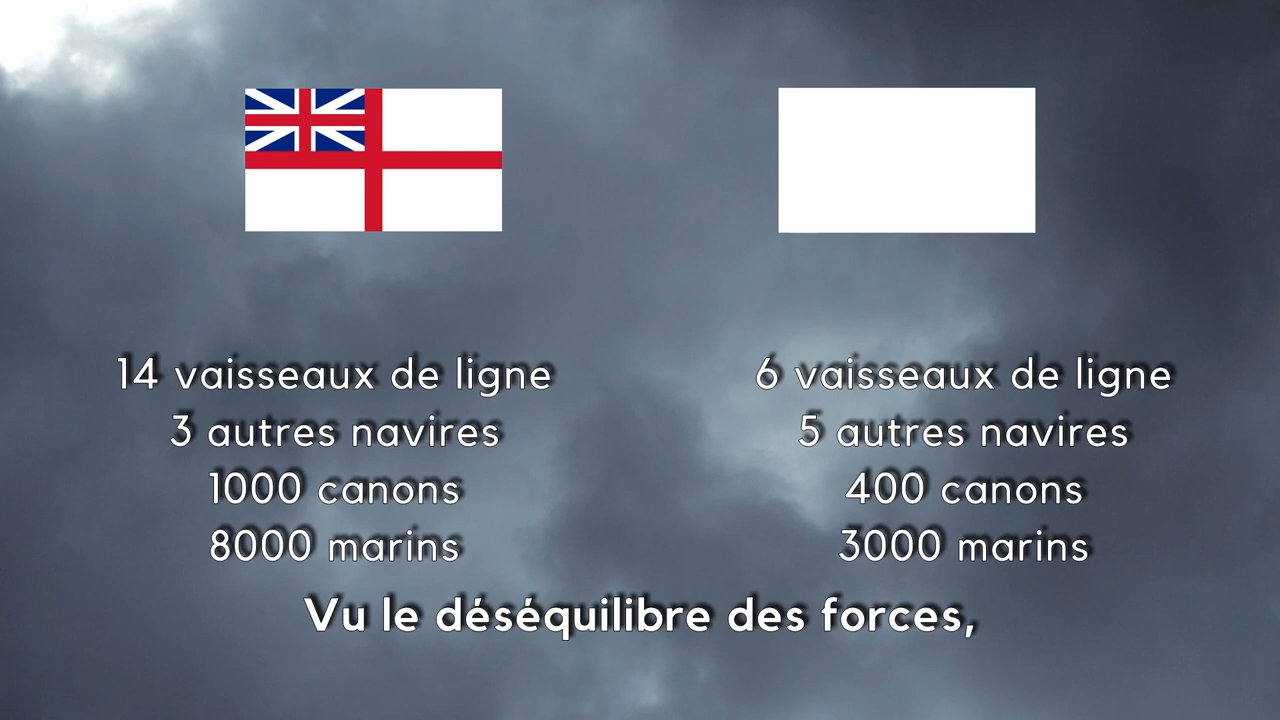 14 vaisseaux de ligne
3 autres navires
1000 canons
8000 marins
6 vaisseaux de ligne
5 autres navires
400 canons
3000 marins
Vu le déséquilibre des forces,